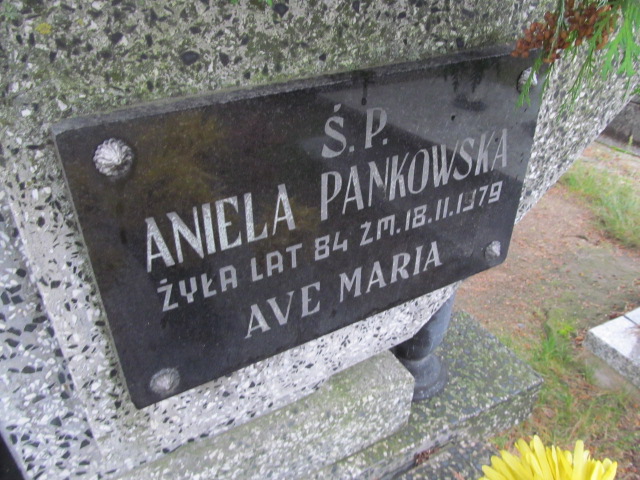 Ś. P.
ANIELA PANKOWSKA
ŻYŁA LAT 84 ZM. 18.11.1979
AVE MARIA